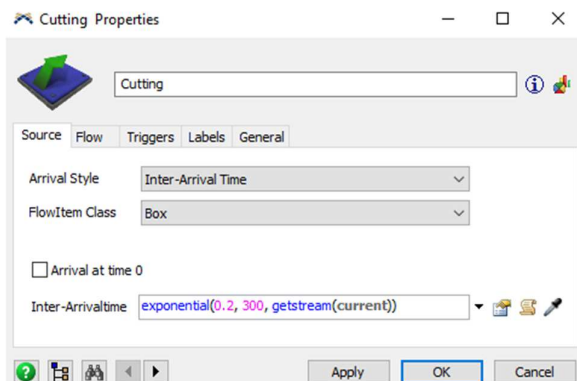 Cutting Properties
Cutting
Source Flow Triggers Labels General
Arrival Style Inter-Arrival Time
FlowItem Class Box
Arrival at time 0
Inter-Arrivaltime exponential(0.2, 300, getstream(current))
Apply OK Cancel